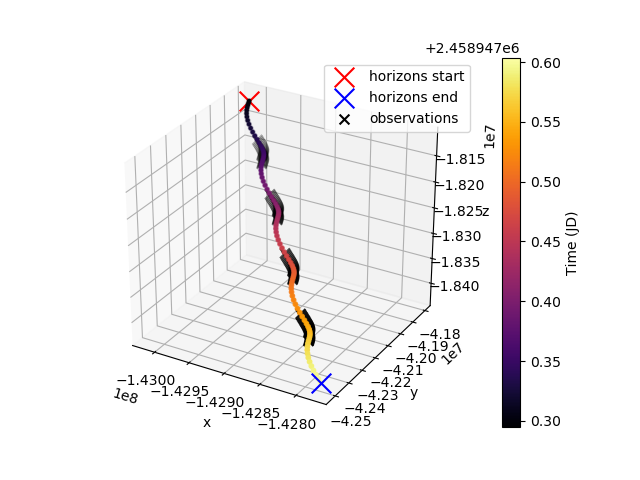 +2.458947e6
horizons start
horizons end
observations
1e7
−1.815
−1.820
−1.825
z
−1.830
−1.835
−1.840
−4.18
−4.19
−4.20
−4.21
−4.22
−4.23
−4.24
−4.25
1e7
y
−1.4300
−1.4295
−1.4290
−1.4285
−1.4280
1e8
x
0.60
0.55
0.50
0.45
0.40
0.35
0.30
Time (JD)